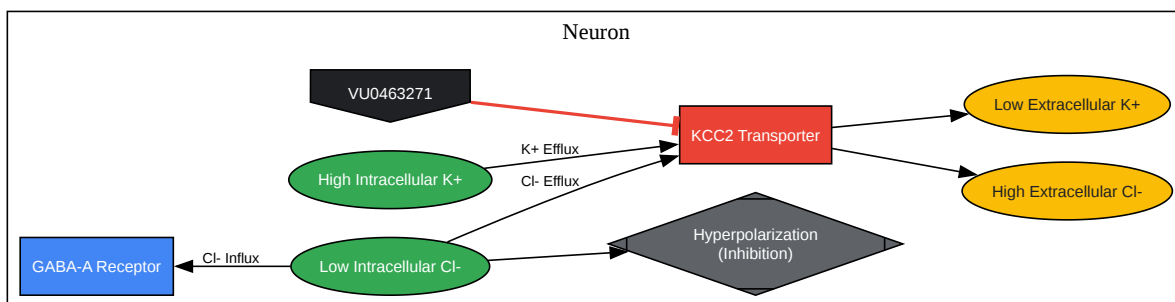 Neuron
VU0463271
KCC2 Transporter
Low Extracellular K+
K+ Efflux
High Intracellular K+
Cl- Efflux
High Extracellular Cl-
Hyperpolarization
(Inhibition)
GABA-A Receptor
Cl- Influx
Low Intracellular Cl-